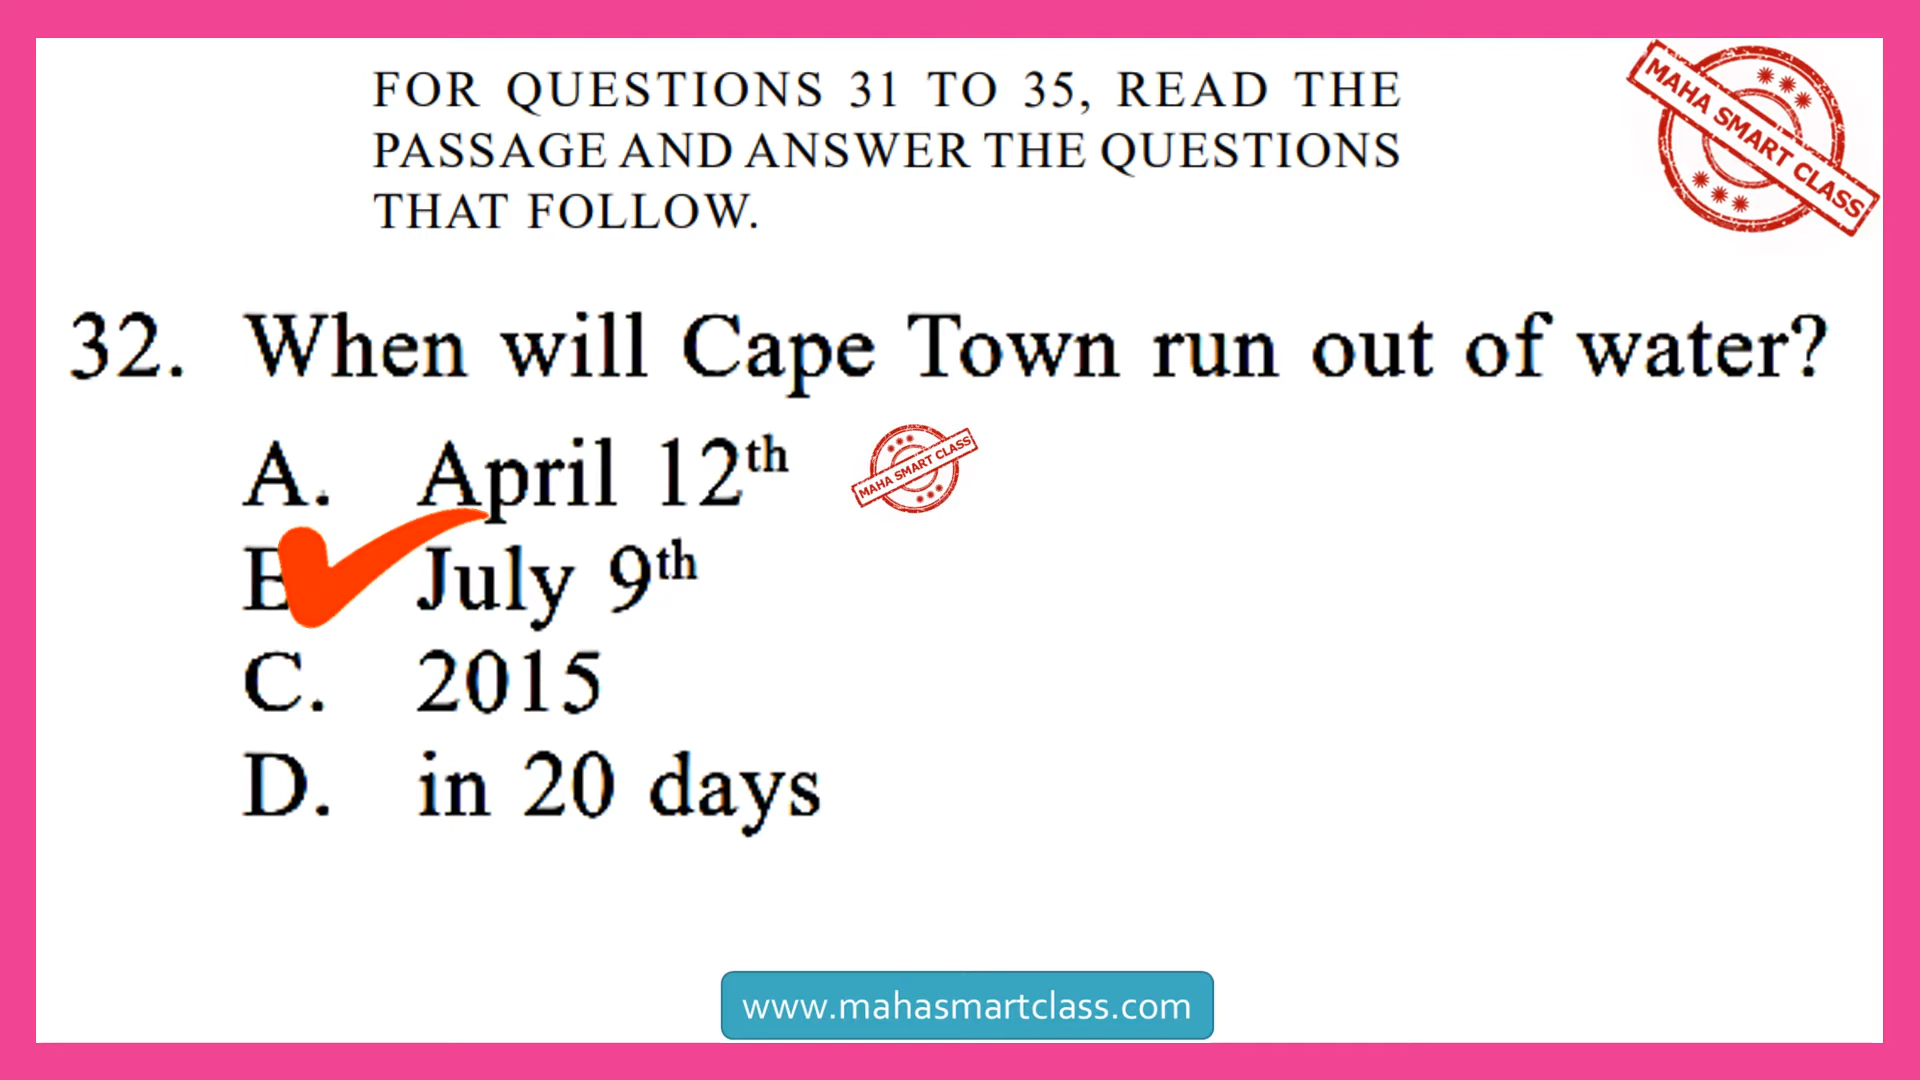 FOR QUESTIONS 31 TO 35, READ THE
PASSAGE AND ANSWER THE QUESTIONS
THAT FOLLOW.
MAHA SMART CLASS
32. When will Cape Town run out of water?
A. April 12th
MAHA SMART CLASS
B July 9th
C. 2015
D. in 20 days
www.mahasmartclass.com